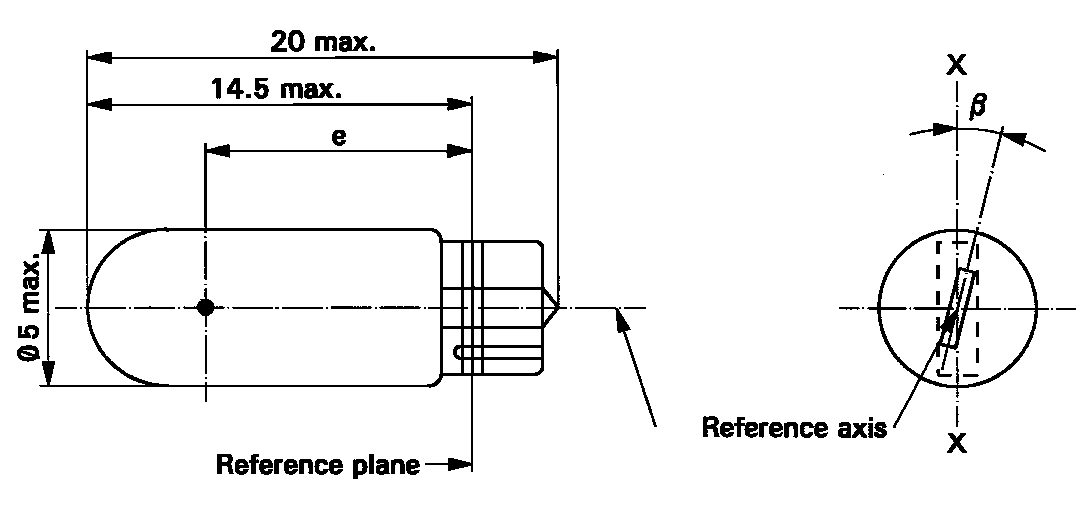 20 max.
14.5 max.
e
Ø 5 max.
Reference plane
X
β
Reference axis
X